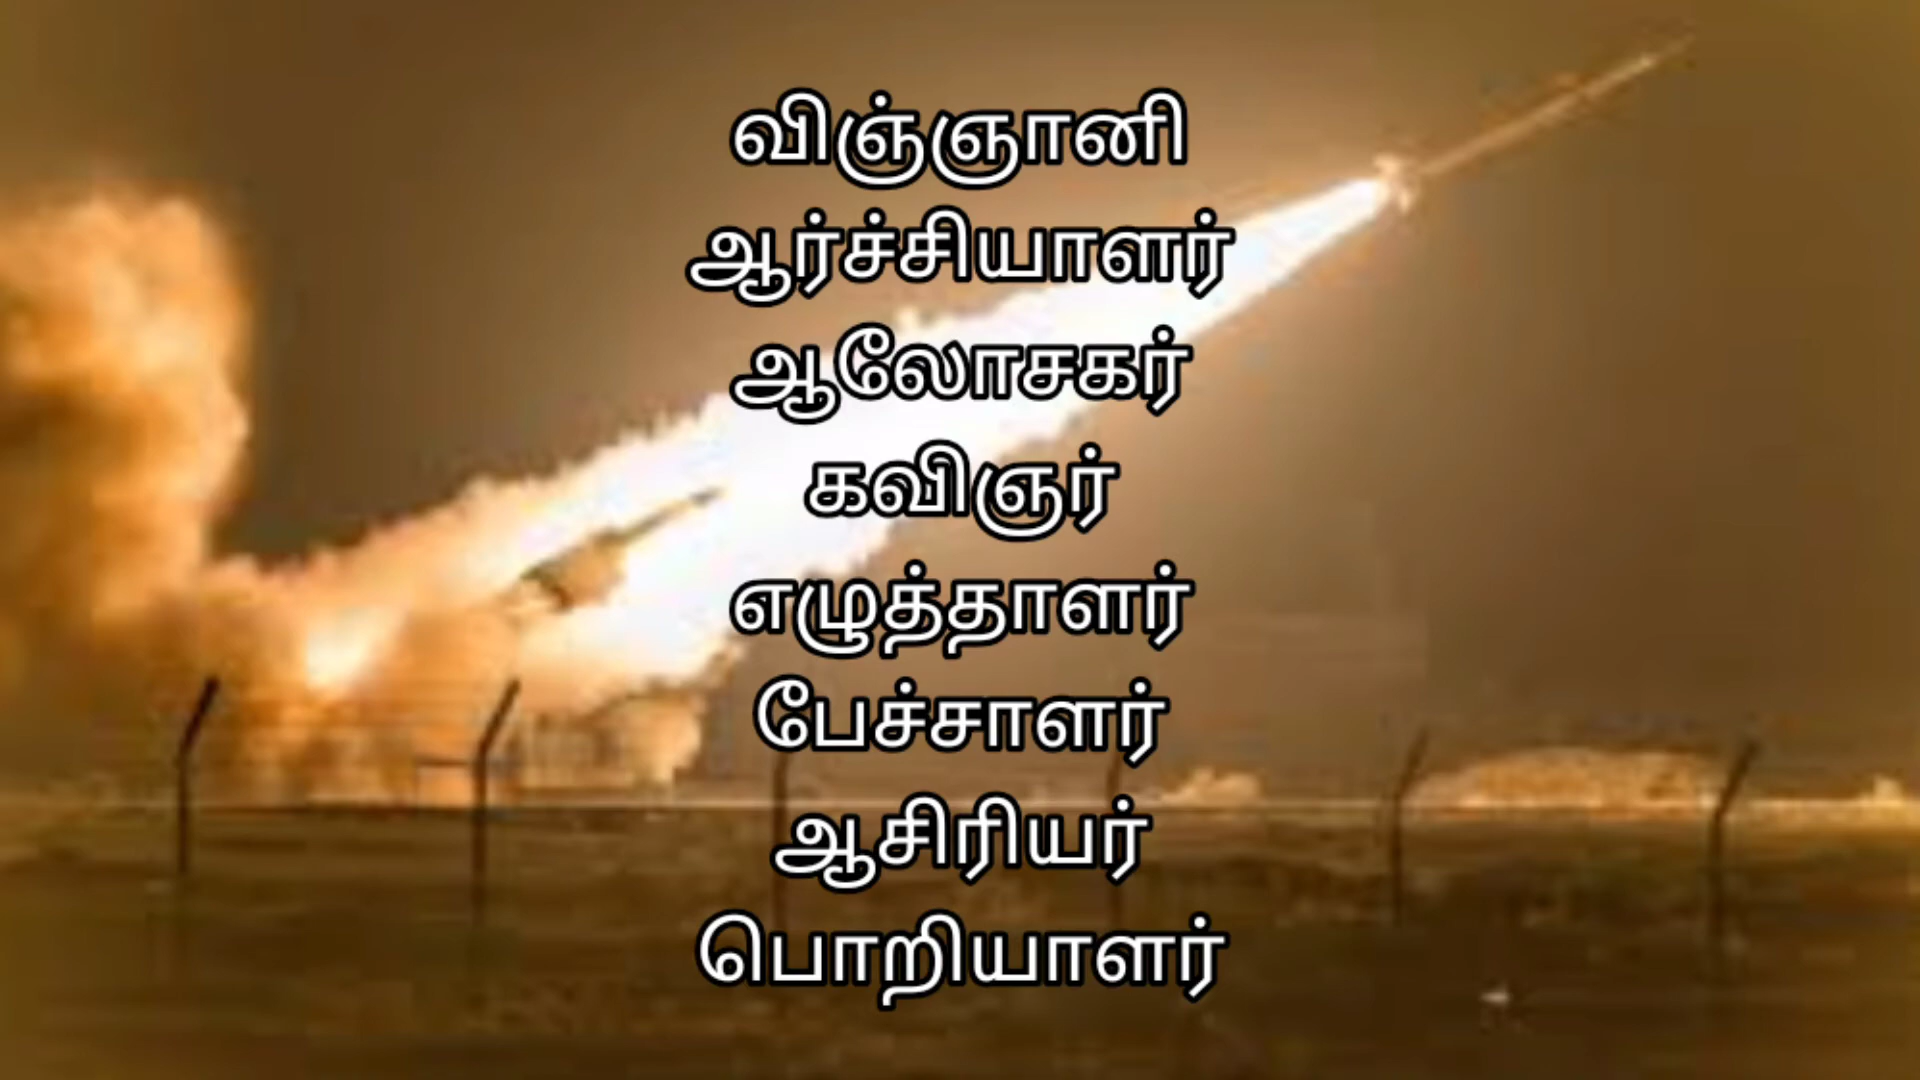 விஞ்ஞானி
ஆர்ச்சியாளர்
ஆலோசகர்
கவிஞர்
எழுத்தாளர்
பேச்சாளர்
ஆசிரியர்
பொறியாளர்